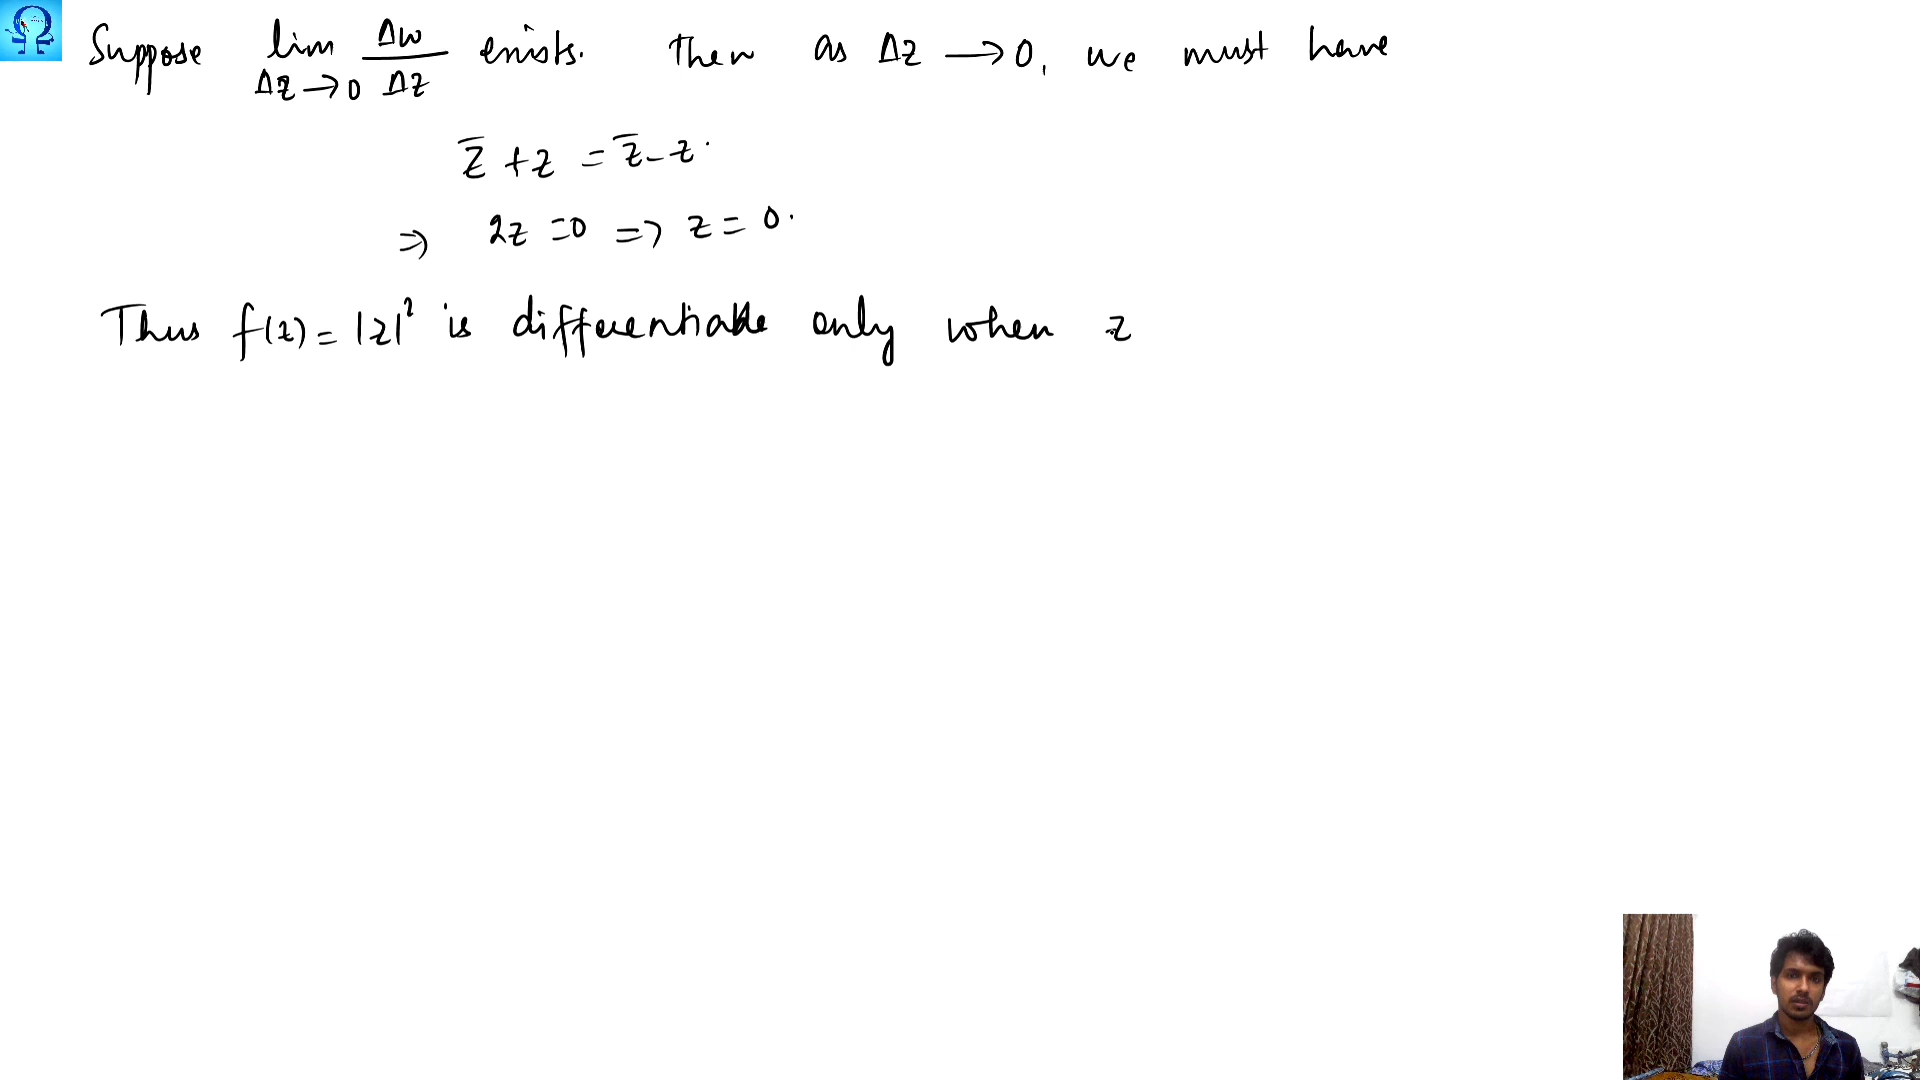 Suppose lim Δz→0 Δw/Δz exists. Then as Δz → 0, we must have
z̅ + z = z̅ - z.
⇒ 2z = 0 ⇒ z = 0.
Thus f(z) = |z|² is differentiable only when z